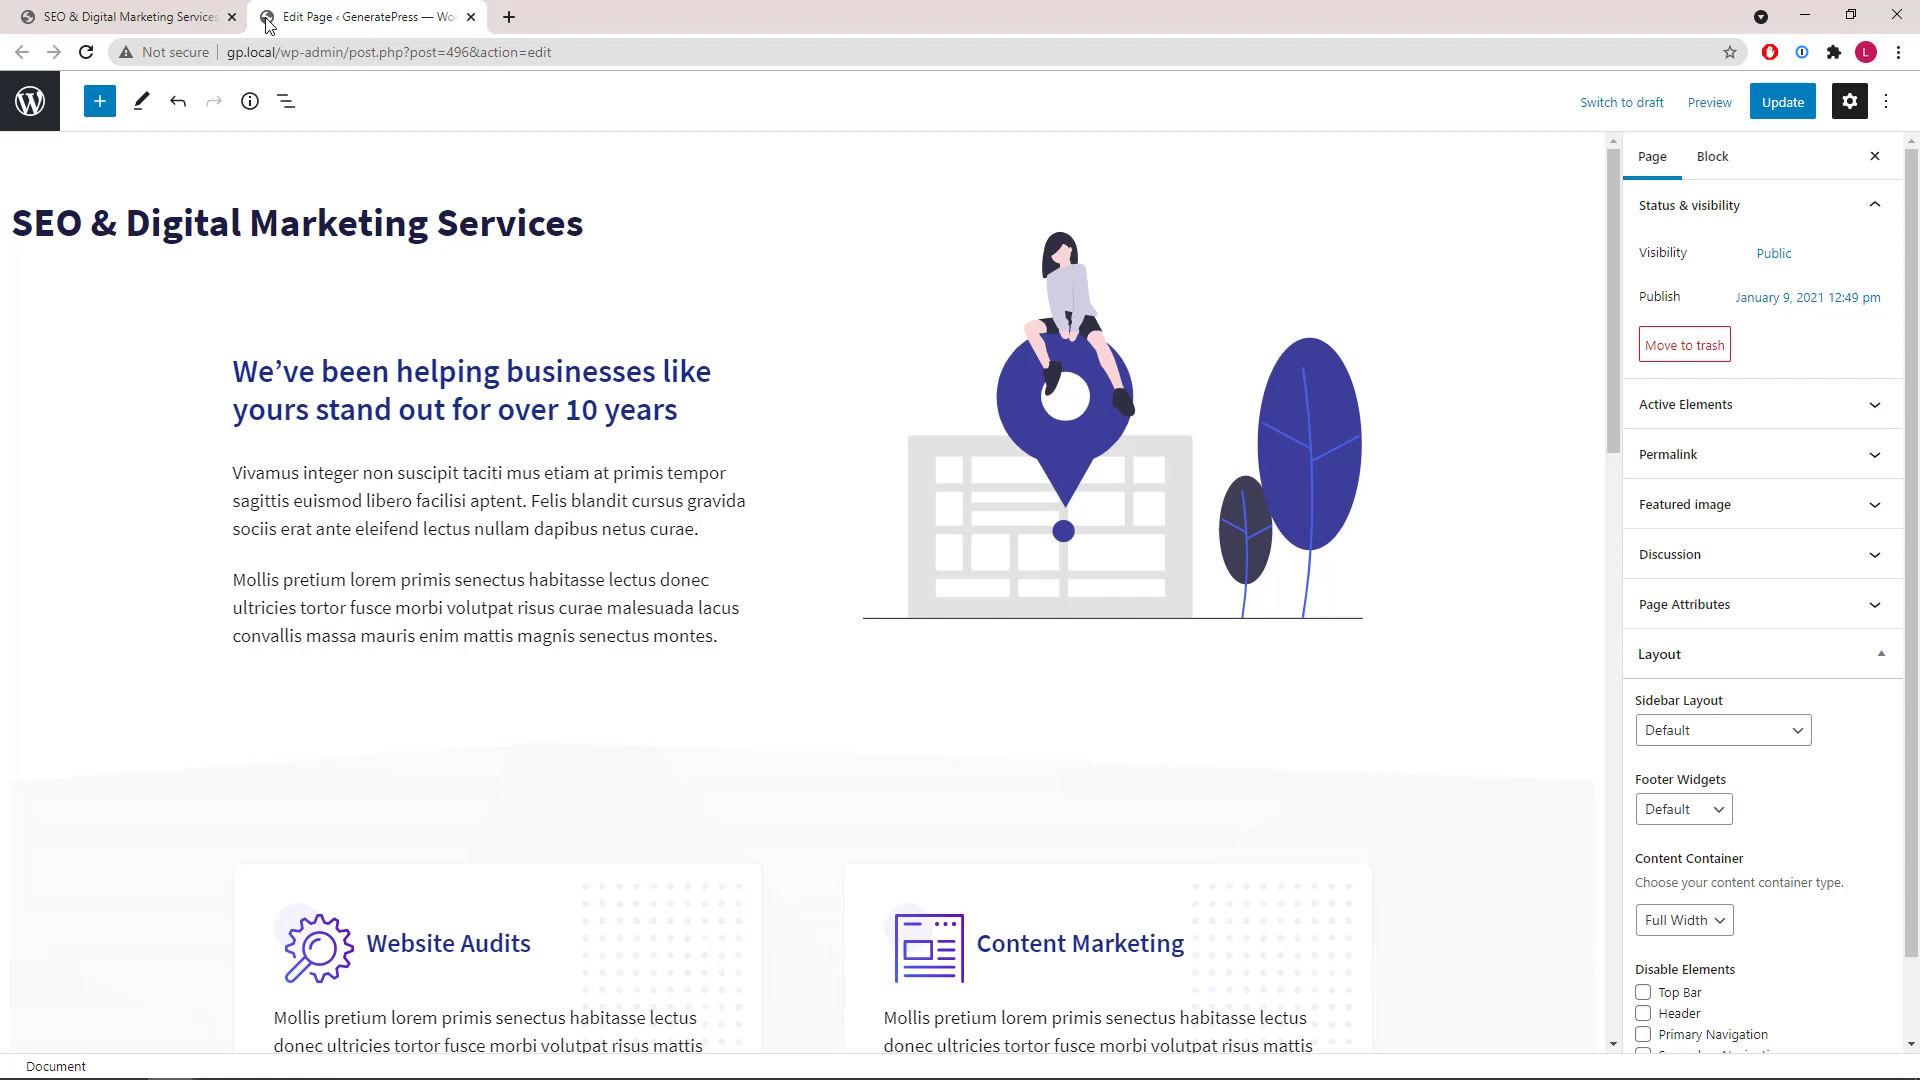 SEO & Digital Marketing Services
Edit Page ‹ GeneratePress — Wo
Not secure
gp.local/wp-admin/post.php?post=496&action=edit
L
Switch to draft
Preview
Update
Page
Block
Status & visibility
Visibility
Public
Publish
January 9, 2021 12:49 pm
Move to trash
Active Elements
Permalink
Featured image
Discussion
Page Attributes
Layout
Sidebar Layout
Default
Footer Widgets
Default
Content Container
Choose your content container type.
Full Width
Disable Elements
Top Bar
Header
Primary Navigation
SEO & Digital Marketing Services
We’ve been helping businesses like
yours stand out for over 10 years
Vivamus integer non suscipit taciti mus etiam at primis tempor
sagittis euismod libero facilisi aptent. Felis blandit cursus gravida
sociis erat ante eleifend lectus nullam dapibus netus curae.
Mollis pretium lorem primis senectus habitasse lectus donec
ultricies tortor fusce morbi volutpat risus curae malesuada lacus
convallis massa mauris enim mattis magnis senectus montes.
Website Audits
Mollis pretium lorem primis senectus habitasse lectus
donec ultricies tortor fusce morbi volutpat risus mattis
Content Marketing
Mollis pretium lorem primis senectus habitasse lectus
donec ultricies tortor fusce morbi volutpat risus mattis
Document